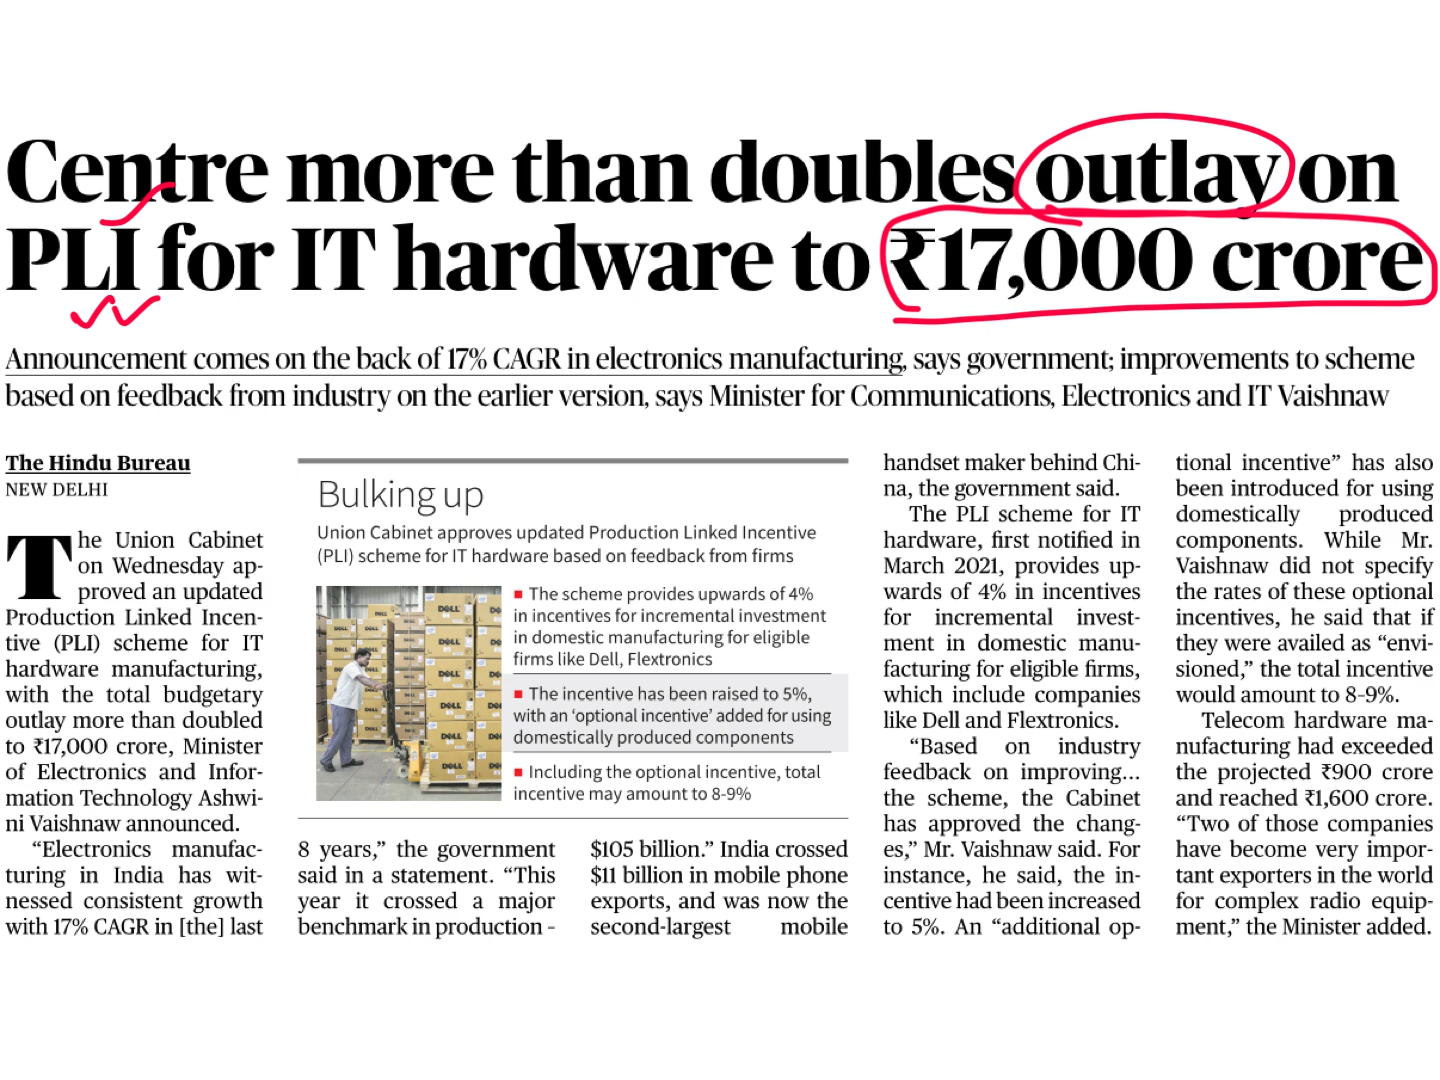 Centre more than doubles outlay on
PLI for IT hardware to ₹17,000 crore
Announcement comes on the back of 17% CAGR in electronics manufacturing, says government; improvements to scheme
based on feedback from industry on the earlier version, says Minister for Communications, Electronics and IT Vaishnaw
The Hindu Bureau
NEW DELHI
The Union Cabinet
on Wednesday ap-
proved an updated
Production Linked Incen-
tive (PLI) scheme for IT
hardware manufacturing,
with the total budgetary
outlay more than doubled
to ₹17,000 crore, Minister
of Electronics and Infor-
mation Technology Ashwi-
ni Vaishnaw announced.
“Electronics manufac-
turing in India has wit-
nessed consistent growth
with 17% CAGR in [the] last
Bulking up
Union Cabinet approves updated Production Linked Incentive
(PLI) scheme for IT hardware based on feedback from firms
The scheme provides upwards of 4%
in incentives for incremental investment
in domestic manufacturing for eligible
firms like Dell, Flextronics
The incentive has been raised to 5%,
with an ‘optional incentive’ added for using
domestically produced components
Including the optional incentive, total
incentive may amount to 8-9%
8 years,” the government
said in a statement. “This
year it crossed a major
benchmark in production -
$105 billion.” India crossed
$11 billion in mobile phone
exports, and was now the
second-largest mobile
handset maker behind Chi-
na, the government said.
The PLI scheme for IT
hardware, first notified in
March 2021, provides up-
wards of 4% in incentives
for incremental invest-
ment in domestic manu-
facturing for eligible firms,
which include companies
like Dell and Flextronics.
“Based on industry
feedback on improving...
the scheme, the Cabinet
has approved the chang-
es,” Mr. Vaishnaw said. For
instance, he said, the in-
centive had been increased
to 5%. An “additional op-
tional incentive” has also
been introduced for using
domestically produced
components. While Mr.
Vaishnaw did not specify
the rates of these optional
incentives, he said that if
they were availed as “envi-
sioned,” the total incentive
would amount to 8-9%.
Telecom hardware ma-
nufacturing had exceeded
the projected ₹900 crore
and reached ₹1,600 crore.
“Two of those companies
have become very impor-
tant exporters in the world
for complex radio equip-
ment,” the Minister added.